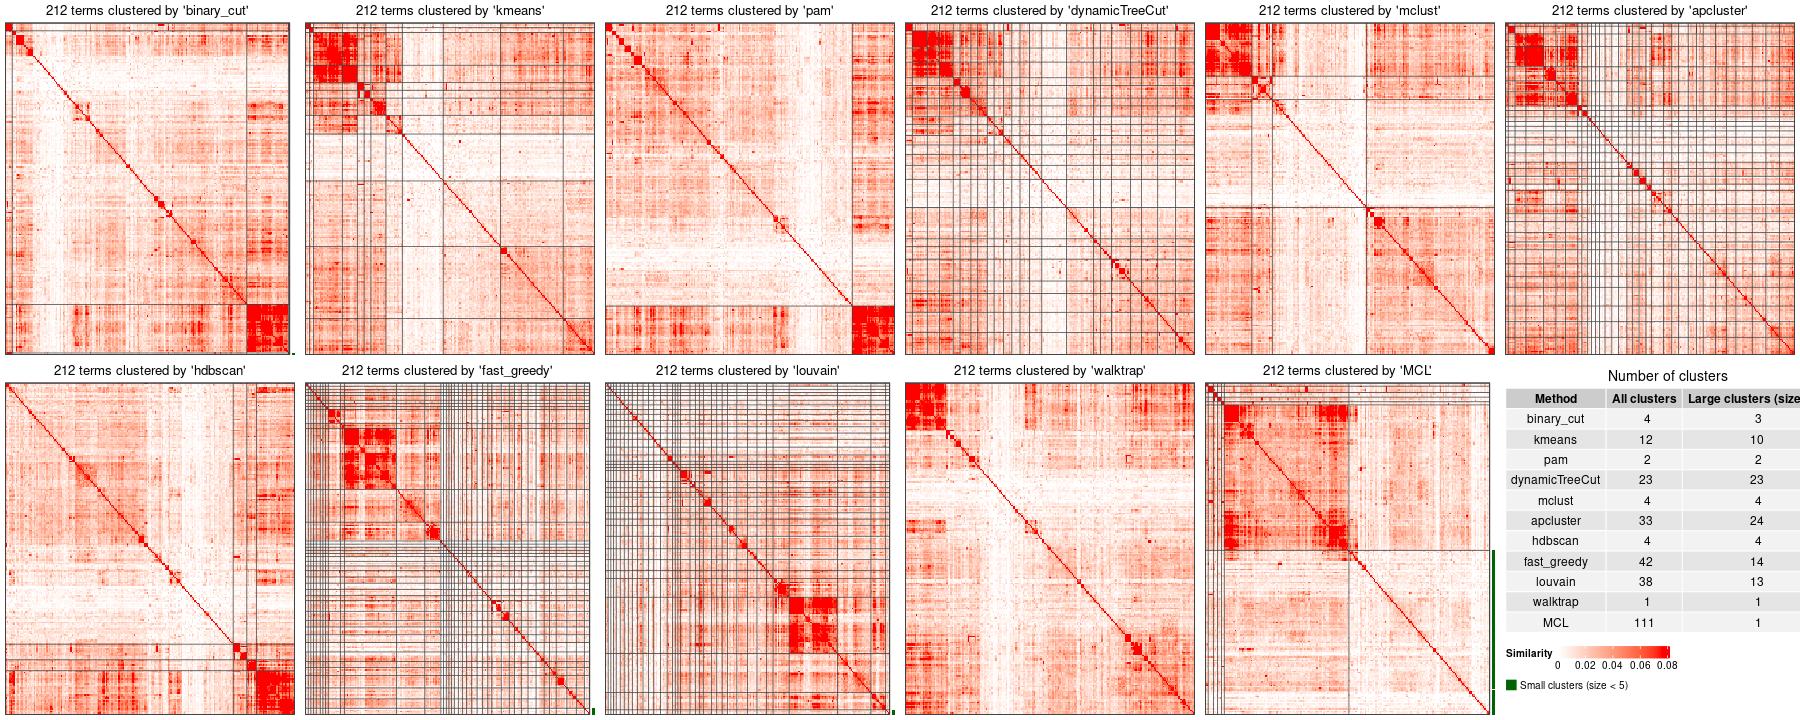 212 terms clustered by 'binary_cut'
212 terms clustered by 'kmeans'
212 terms clustered by 'pam'
212 terms clustered by 'dynamicTreeCut'
212 terms clustered by 'mclust'
212 terms clustered by 'apcluster'
212 terms clustered by 'hdbscan'
212 terms clustered by 'fast_greedy'
212 terms clustered by 'louvain'
212 terms clustered by 'walktrap'
212 terms clustered by 'MCL'
Number of clusters
Method All clusters Large clusters (size
binary_cut 4 3
kmeans 12 10
pam 2 2
dynamicTreeCut 23 23
mclust 4 4
apcluster 33 24
hdbscan 4 4
fast_greedy 42 14
louvain 38 13
walktrap 1 1
MCL 111 1
Similarity
0 0.02 0.04 0.06 0.08
Small clusters (size < 5)